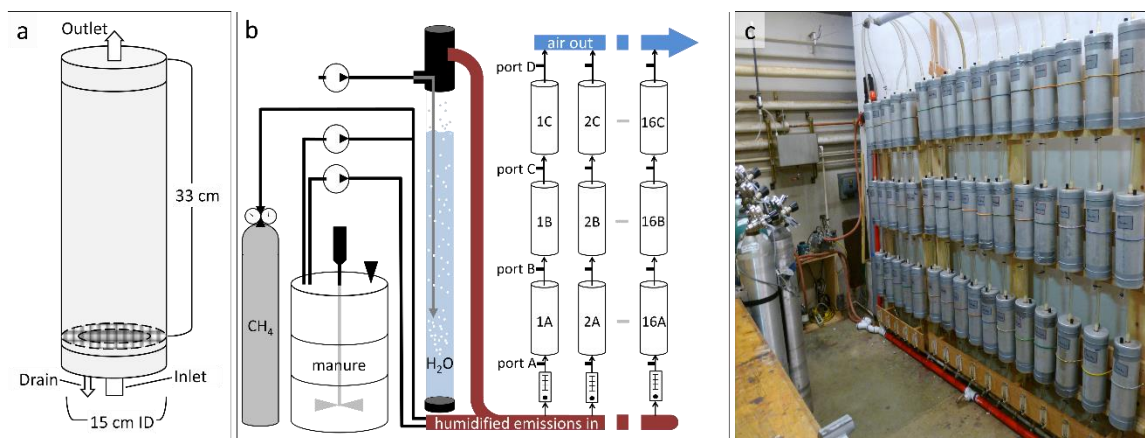 a
Outlet
33 cm
Drain
Inlet
15 cm ID
b
air out
port D
1C
2C
16C
port C
1B
2B
16B
port B
1A
2A
16A
port A
CH4
manure
H2O
humidified emissions in
c